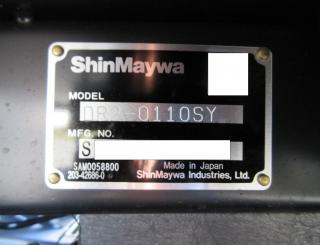 ShinMaywa
MODEL
DR2-0110SY
MFG. NO.
S
SAM0058800
203-42686-0
Made in Japan
ShinMaywa Industries, Ltd.